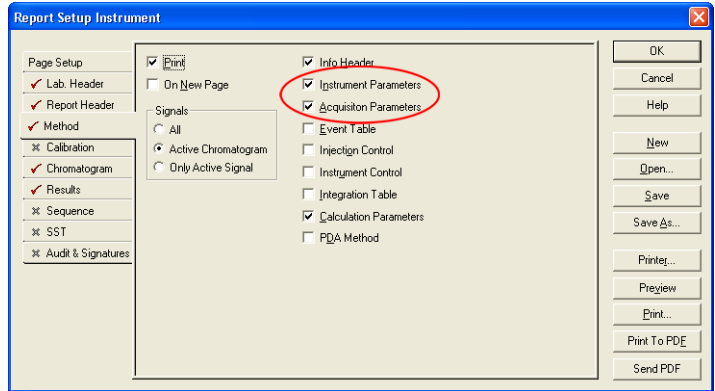 Report Setup Instrument
Page Setup
Lab. Header
Report Header
Method
Calibration
Chromatogram
Results
Sequence
SST
Audit & Signatures
Print
On New Page
Signals
All
Active Chromatogram
Only Active Signal
Info Header
Instrument Parameters
Acquisiton Parameters
Event Table
Injection Control
Instrument Control
Integration Table
Calculation Parameters
PDA Method
OK
Cancel
Help
New
Open...
Save
Save As...
Printer...
Preview
Print...
Print To PDF
Send PDF